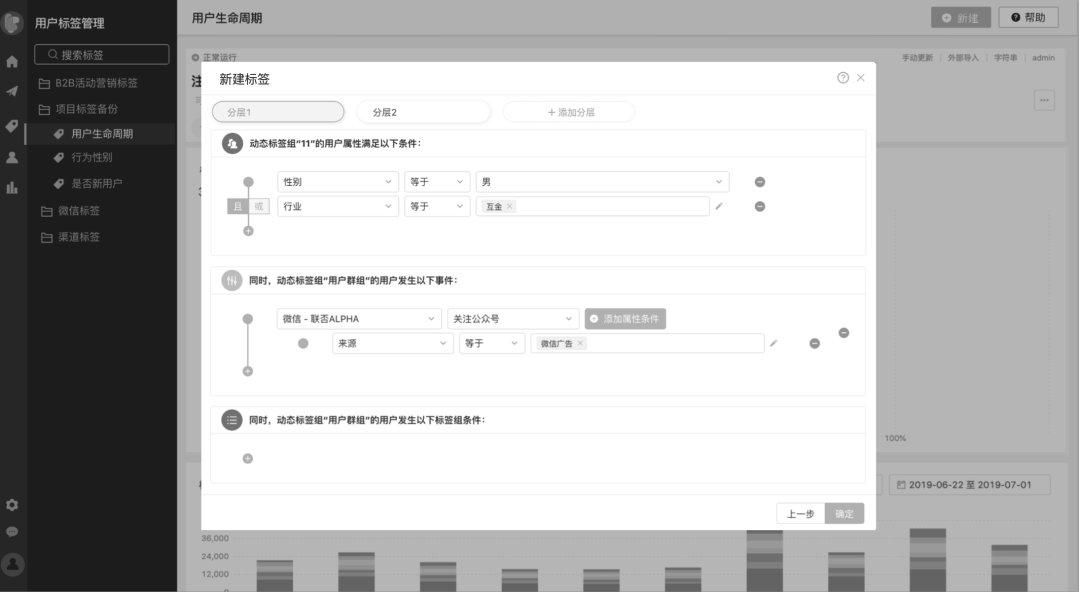 用户标签管理
搜索标签
B2B活动营销标签
项目标签备份
用户生命周期
行为性别
是否新用户
微信标签
渠道标签
用户生命周期
新建
帮助
正常运行
手动更新 | 外部导入 | 字符串 | admin
新建标签
分层1
分层2
添加分层
动态标签组“11”的用户属性满足以下条件：
性别
等于
男
且
或
行业
等于
互金
同时，动态标签组“用户群组”的用户发生以下事件：
微信 - 联否ALPHA
关注公众号
添加属性条件
来源
等于
微信广告
同时，动态标签组“用户群组”的用户发生以下标签组条件：
上一步
确定
100%
2019-06-22 至 2019-07-01
36,000
24,000
12,000